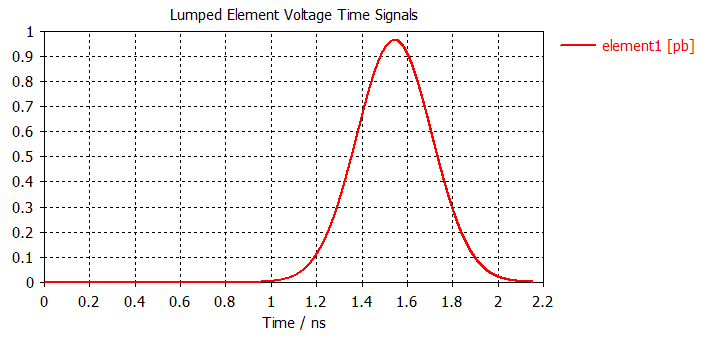 Lumped Element Voltage Time Signals
1
0.9
0.8
0.7
0.6
0.5
0.4
0.3
0.2
0.1
0
0 0.2 0.4 0.6 0.8 1 1.2 1.4 1.6 1.8 2 2.2
Time / ns
element1 [pb]